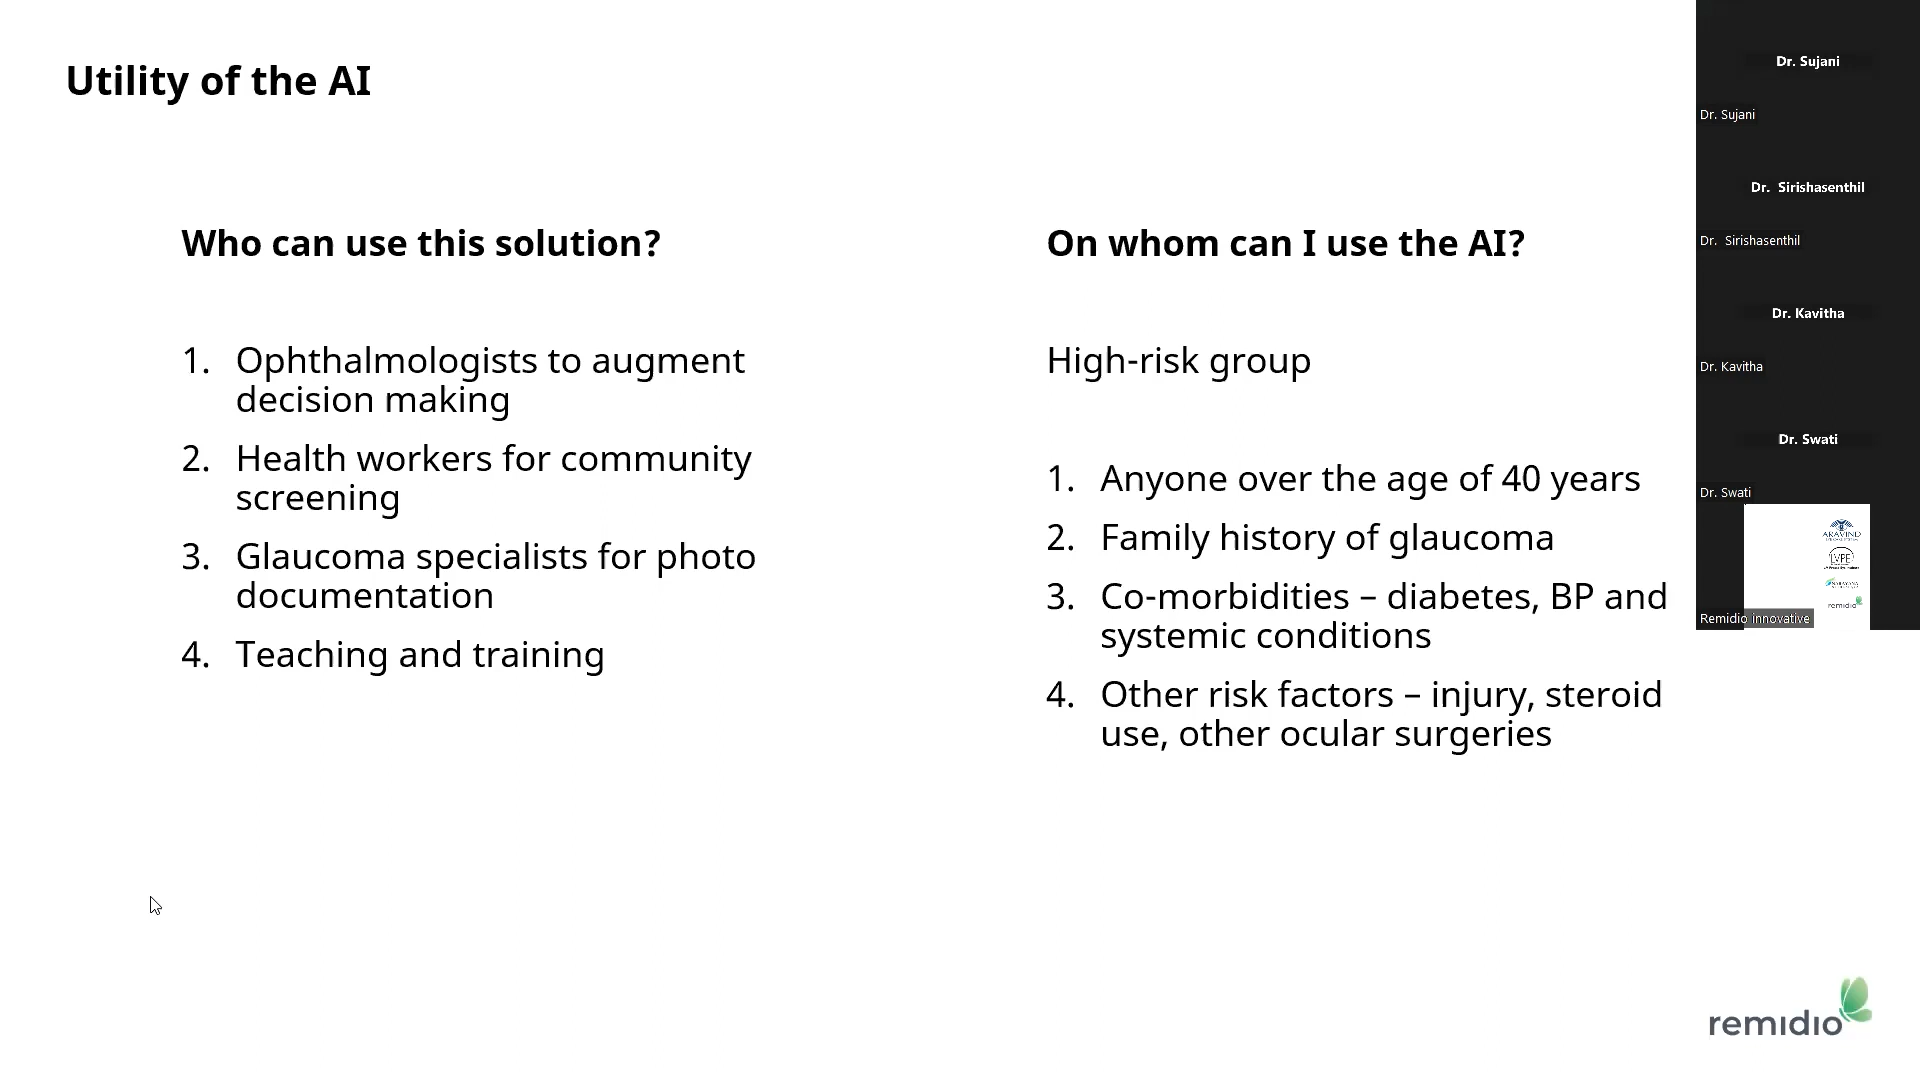 Utility of the AI
Who can use this solution?
1. Ophthalmologists to augment
decision making
2. Health workers for community
screening
3. Glaucoma specialists for photo
documentation
4. Teaching and training
On whom can I use the AI?
High-risk group
1. Anyone over the age of 40 years
2. Family history of glaucoma
3. Co-morbidities – diabetes, BP and
systemic conditions
4. Other risk factors – injury, steroid
use, other ocular surgeries
Dr. Sujani
Dr. Sujani
Dr. Sirishasenthil
Dr. Sirishasenthil
Dr. Kavitha
Dr. Kavitha
Dr. Swati
Dr. Swati
ARAVIND
LVPE
NARAYANA
remidio
Remidio innovative
remidio